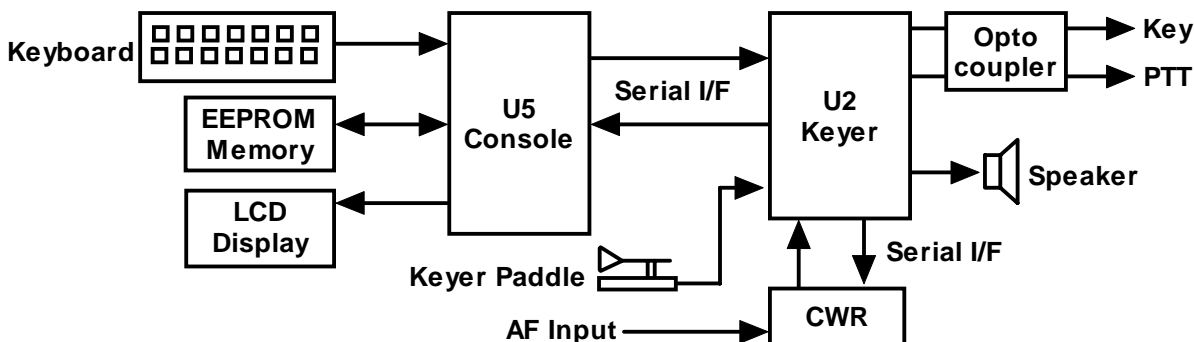 Keyboard
EEPROM
Memory
LCD
Display
U5
Console
Serial I/F
U2
Keyer
Opto
coupler
Key
PTT
Speaker
Serial I/F
Keyer Paddle
AF Input
CWR